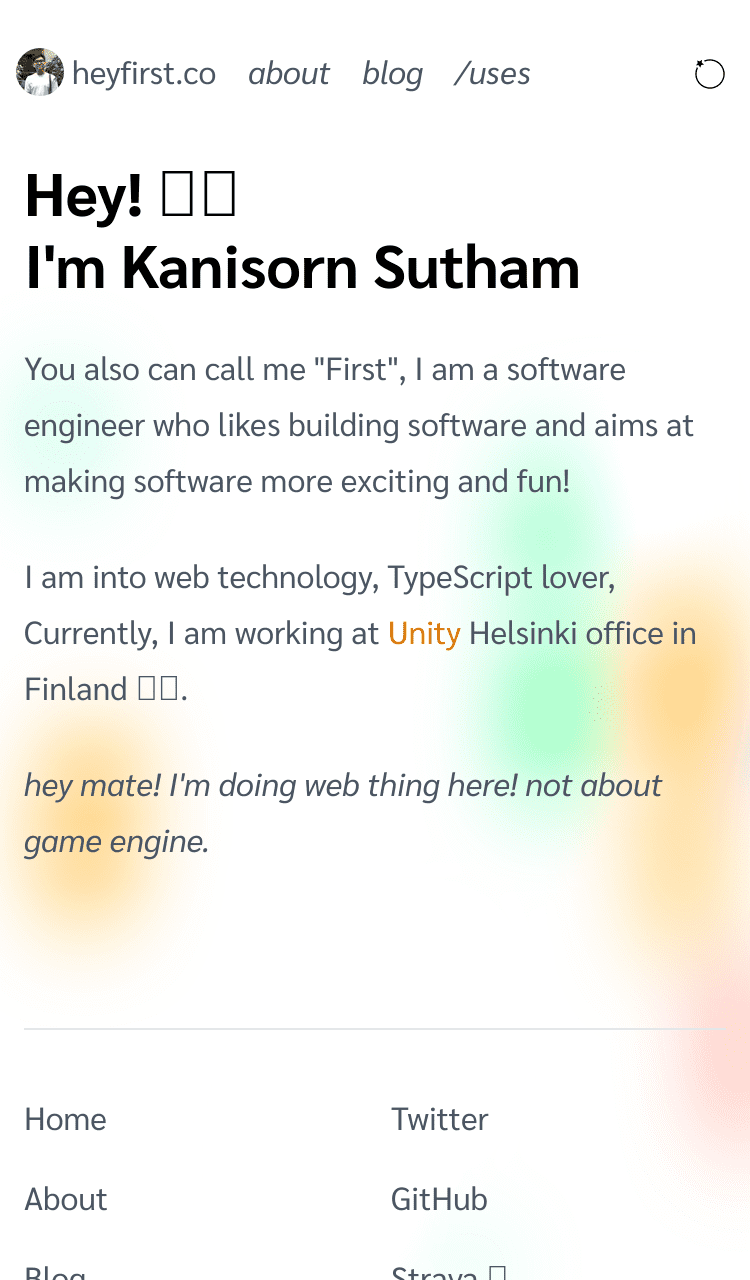 heyfirst.co about blog /uses
Hey!
I'm Kanisorn Sutham
You also can call me "First", I am a software
engineer who likes building software and aims at
making software more exciting and fun!
I am into web technology, TypeScript lover,
Currently, I am working at Unity Helsinki office in
Finland .
hey mate! I'm doing web thing here! not about
game engine.
Home Twitter
About GitHub
Blog Strava